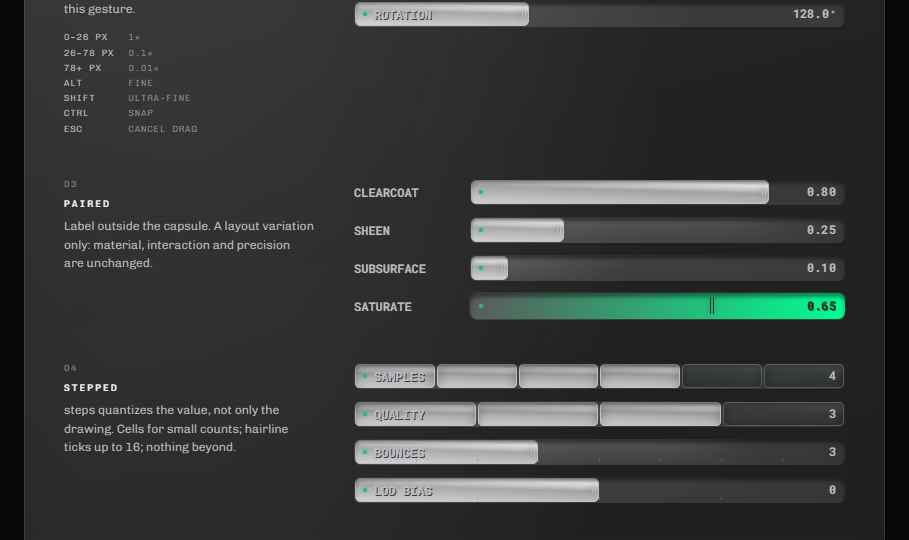 this gesture.
0-26 PX 1×
26-78 PX 0.1×
78+ PX 0.01×
ALT FINE
SHIFT ULTRA-FINE
CTRL SNAP
ESC CANCEL DRAG
ROTATION 128.0°
03
PAIRED
Label outside the capsule. A layout variation
only: material, interaction and precision
are unchanged.
CLEARCOAT 0.80
SHEEN 0.25
SUBSURFACE 0.10
SATURATE 0.65
04
STEPPED
steps quantizes the value, not only the
drawing. Cells for small counts; hairline
ticks up to 16; nothing beyond.
SAMPLES 4
QUALITY 3
BOUNCES 3
LOD BIAS 0